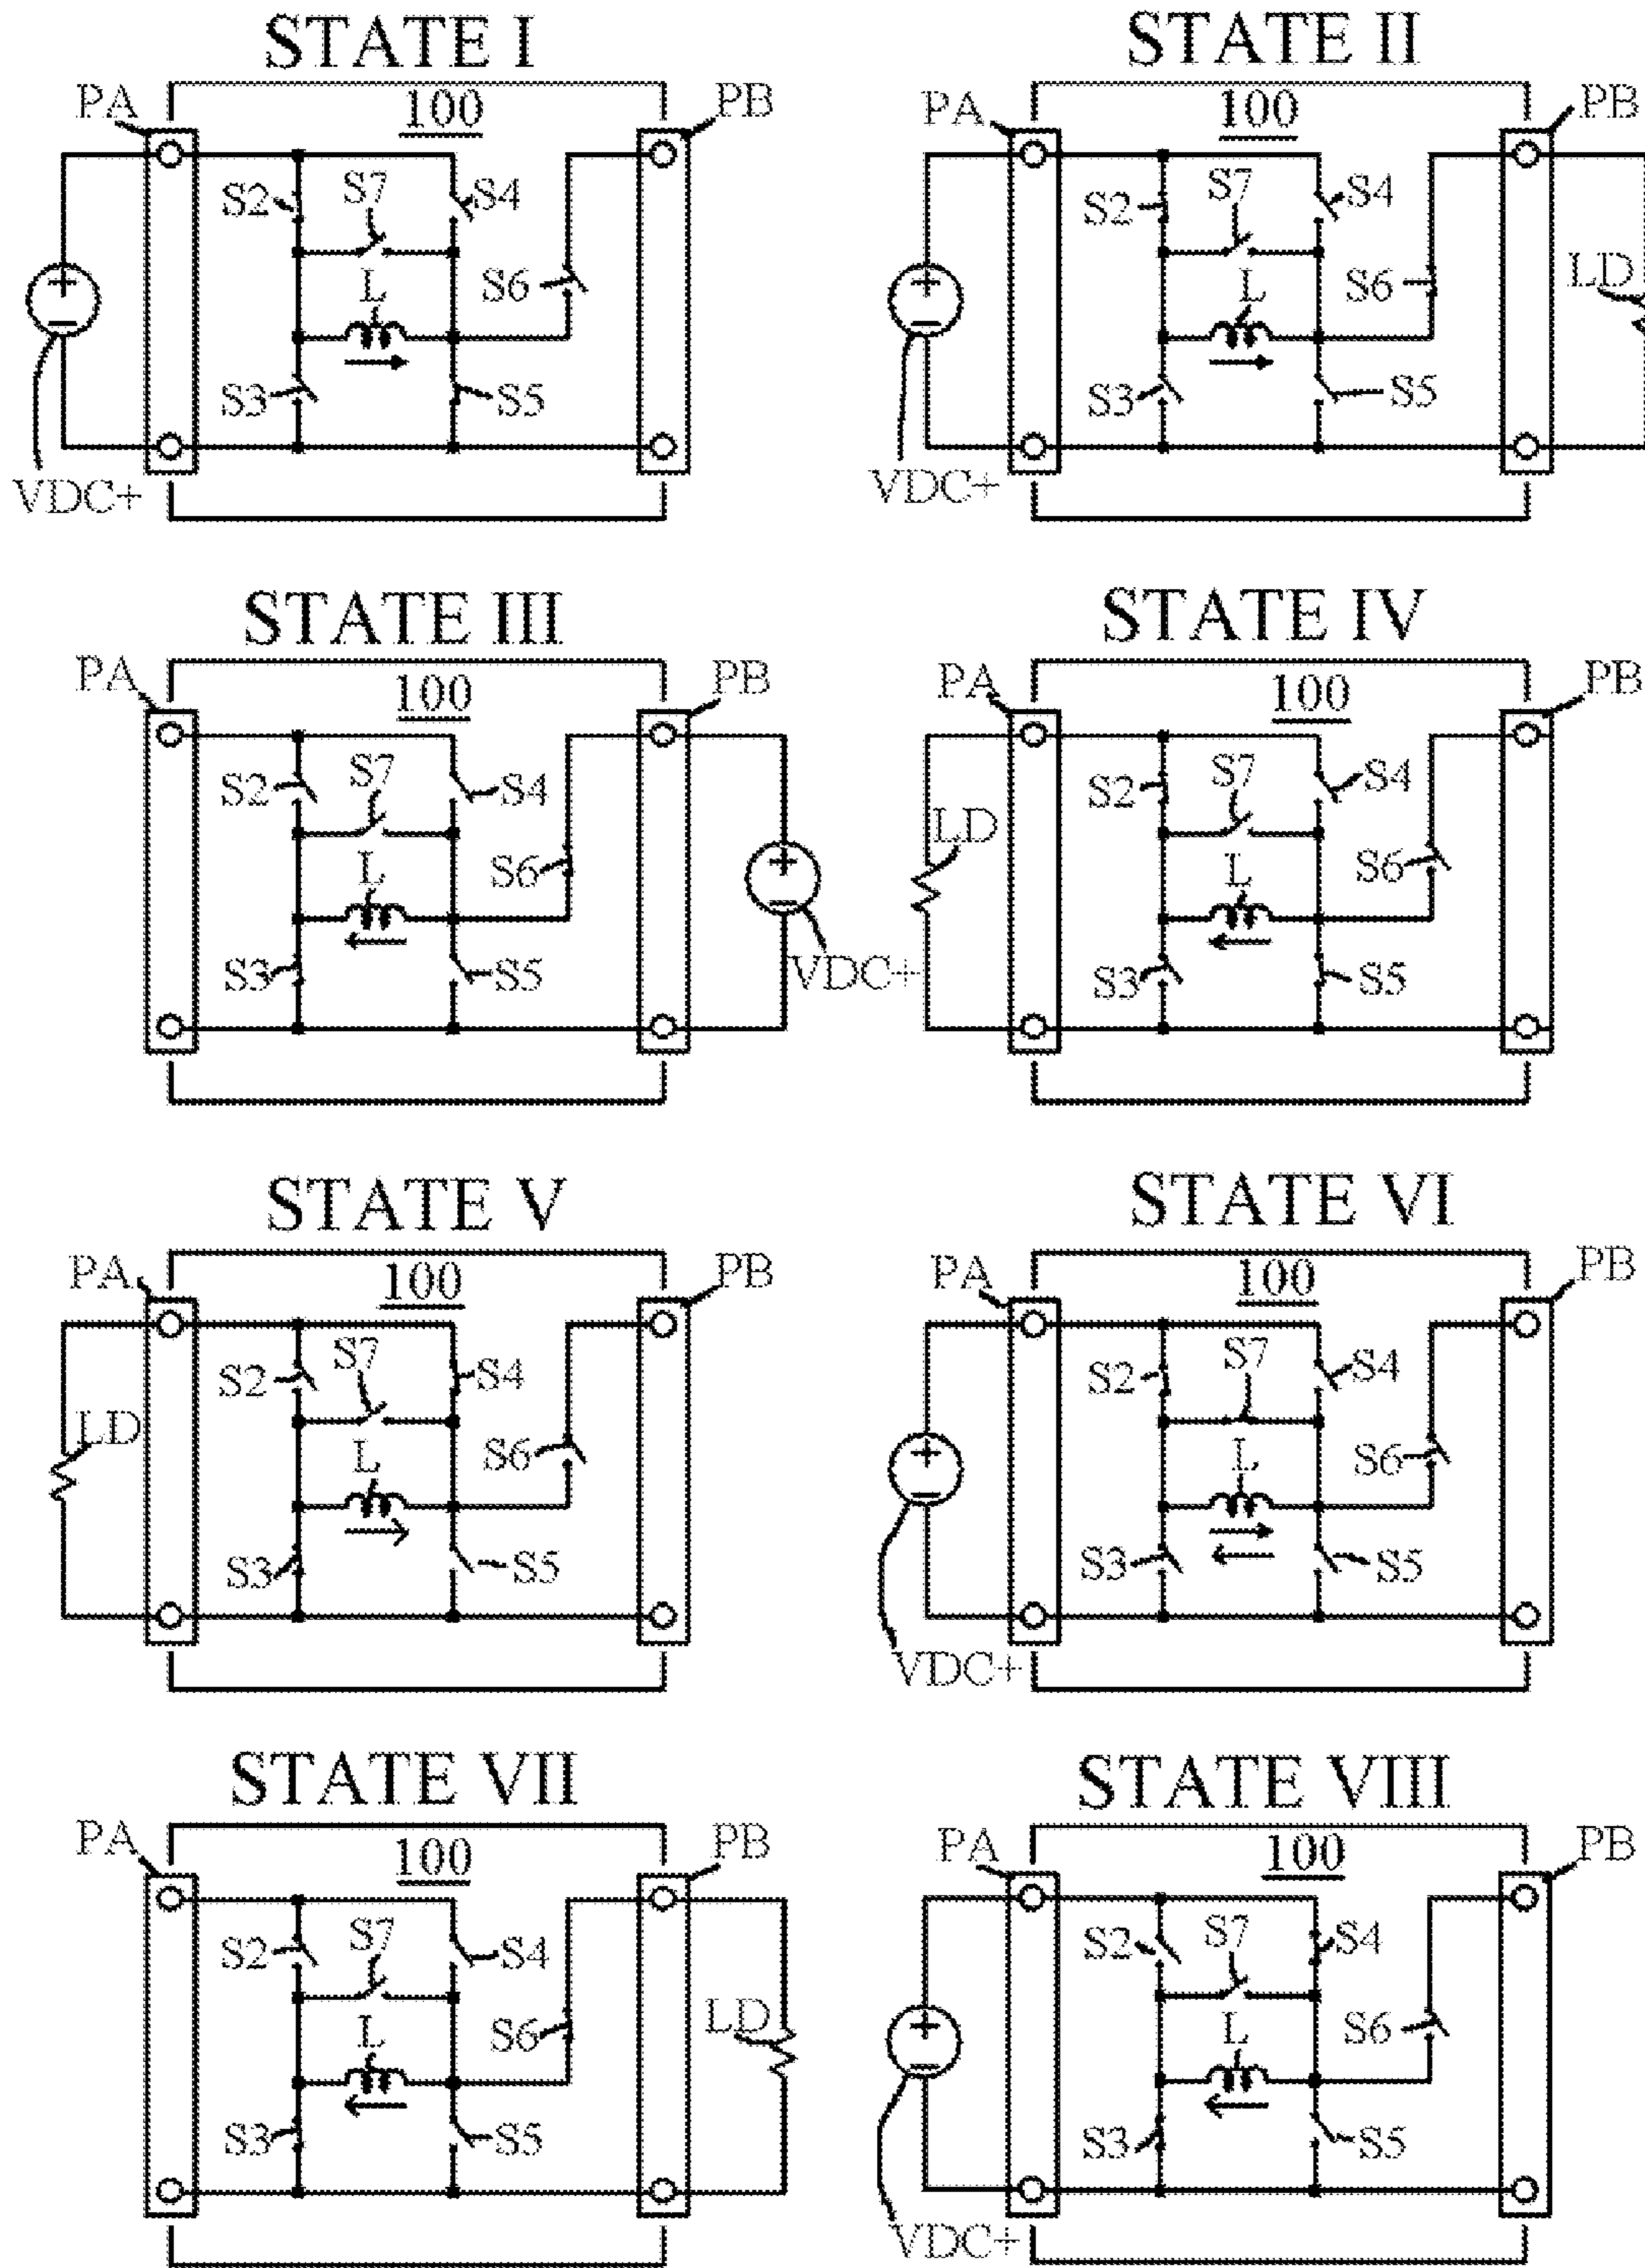 STATE I
PA
100
PB
S2
S7
S4
S6
L
S3
S5
VDC+
STATE II
PA
100
PB
S2
S7
S4
S6
L
LD
S3
S5
VDC+
STATE III
PA
100
PB
S2
S7
S4
S6
L
S3
S5
VDC+
STATE IV
PA
100
PB
S2
S7
S4
LD
S6
L
S3
S5
STATE V
PA
100
PB
S2
S7
S4
LD
S6
L
S3
S5
STATE VI
PA
100
PB
S2
S7
S4
S6
L
S3
S5
VDC+
STATE VII
PA
100
PB
S2
S7
S4
S6
LD
L
S3
S5
STATE VIII
PA
100
PB
S2
S7
S4
S6
L
S3
S5
VDC+